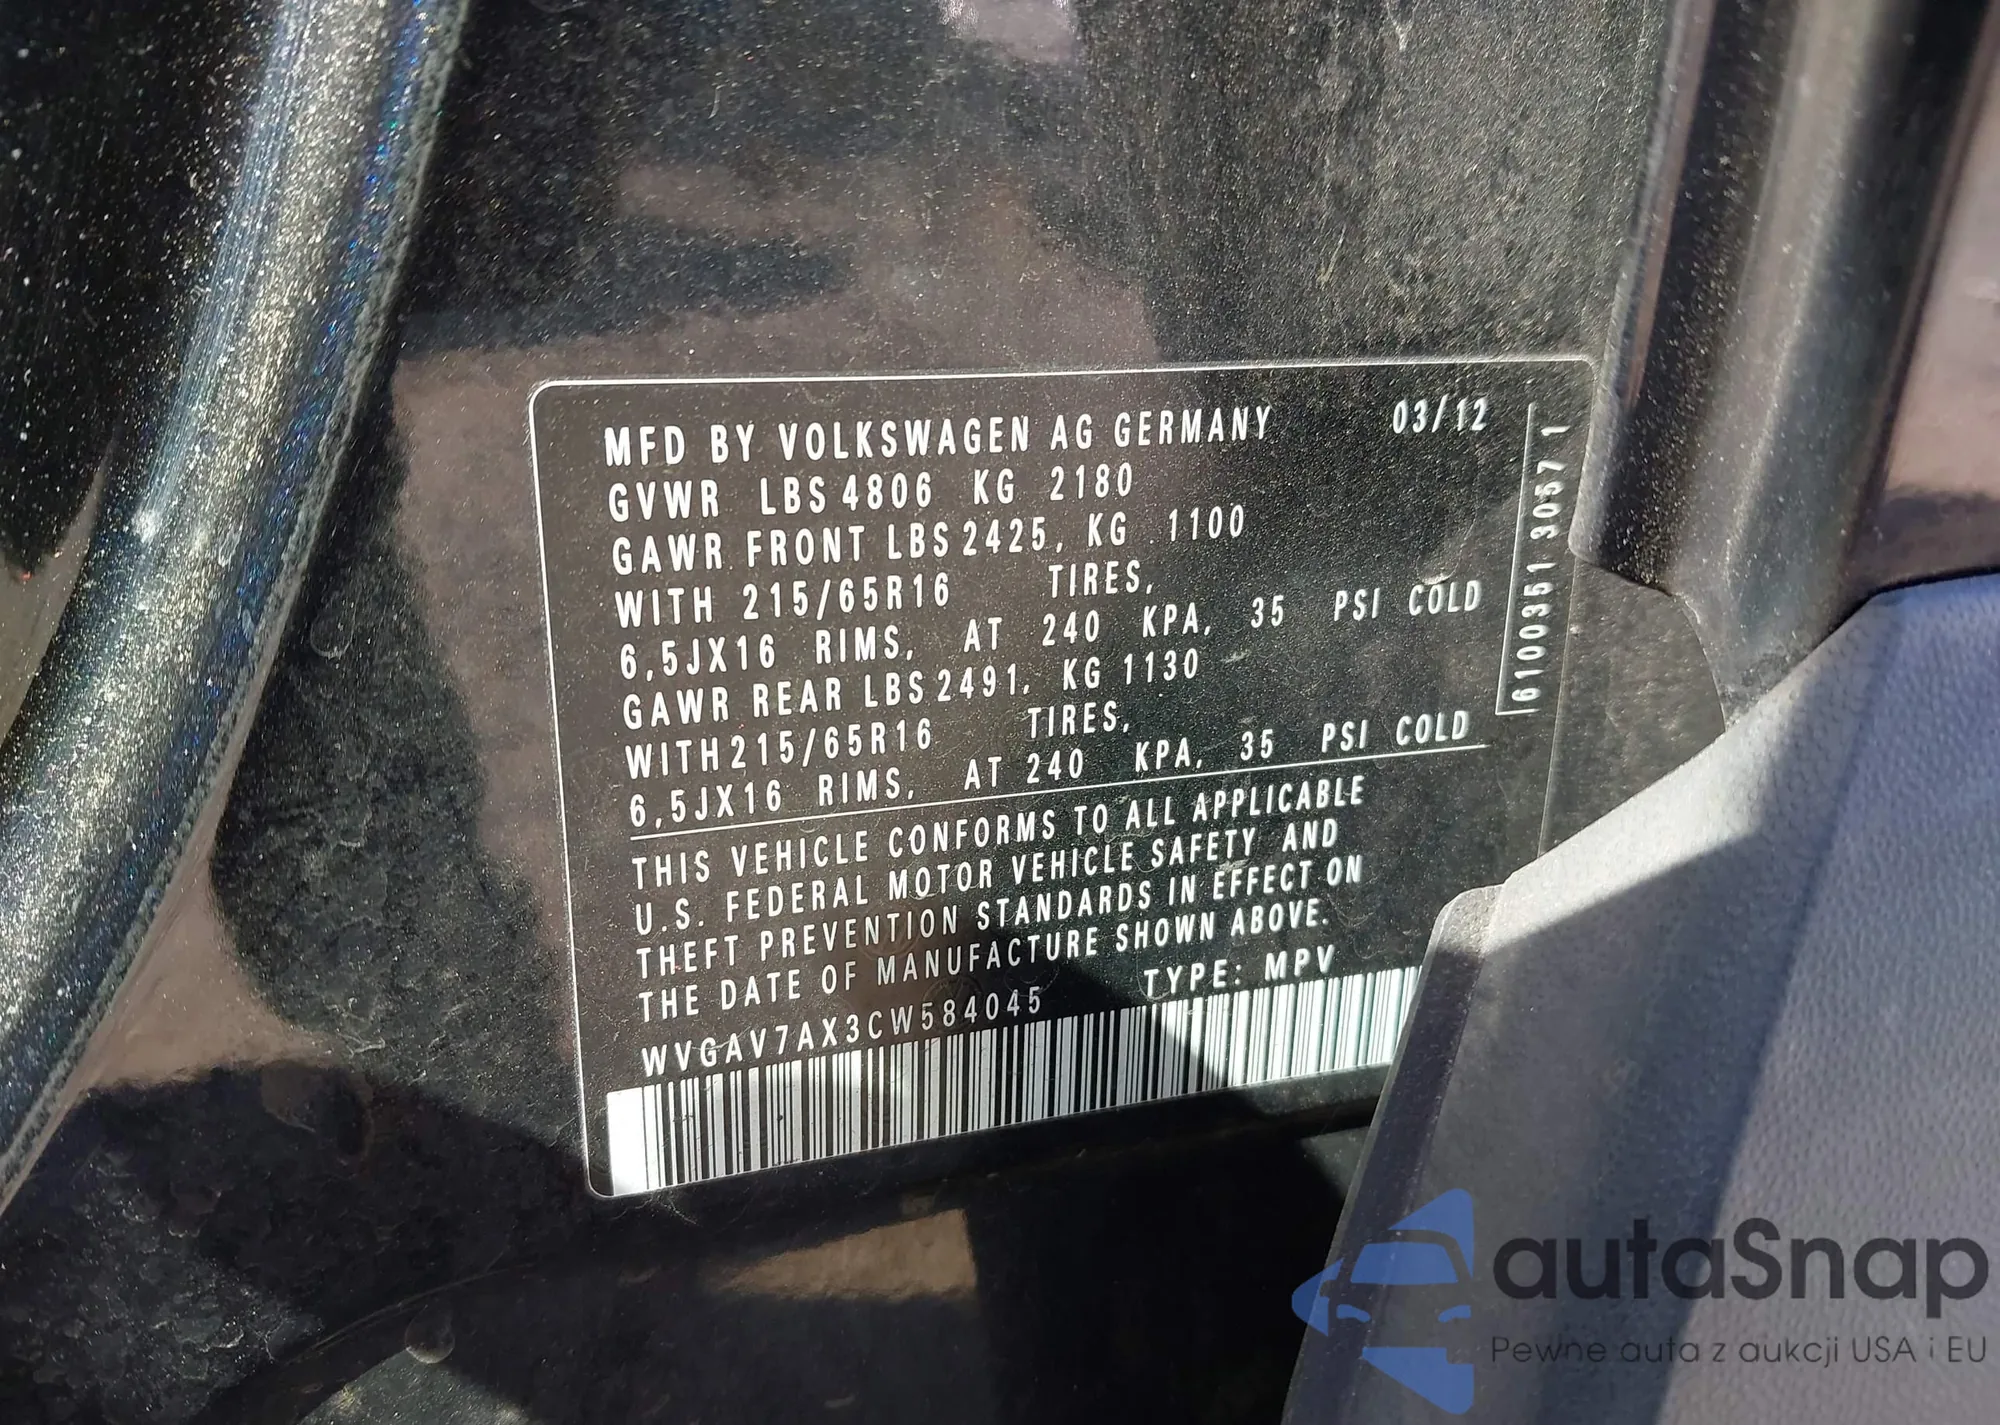 MFD BY VOLKSWAGEN AG GERMANY 03/12
GVWR LBS 4806 KG 2180
GAWR FRONT LBS 2425, KG 1100
WITH 215/65R16 TIRES,
6,5JX16 RIMS, AT 240 KPA, 35 PSI COLD
GAWR REAR LBS 2491, KG 1130
WITH 215/65R16 TIRES,
6,5JX16 RIMS, AT 240 KPA, 35 PSI COLD
THIS VEHICLE CONFORMS TO ALL APPLICABLE
U.S. FEDERAL MOTOR VEHICLE SAFETY AND
THEFT PREVENTION STANDARDS IN EFFECT ON
THE DATE OF MANUFACTURE SHOWN ABOVE.
WVGAV7AX3CW584045 TYPE: MPV
6100351 3057 1
autaSnap
Pewne auta z aukcji USA i EU